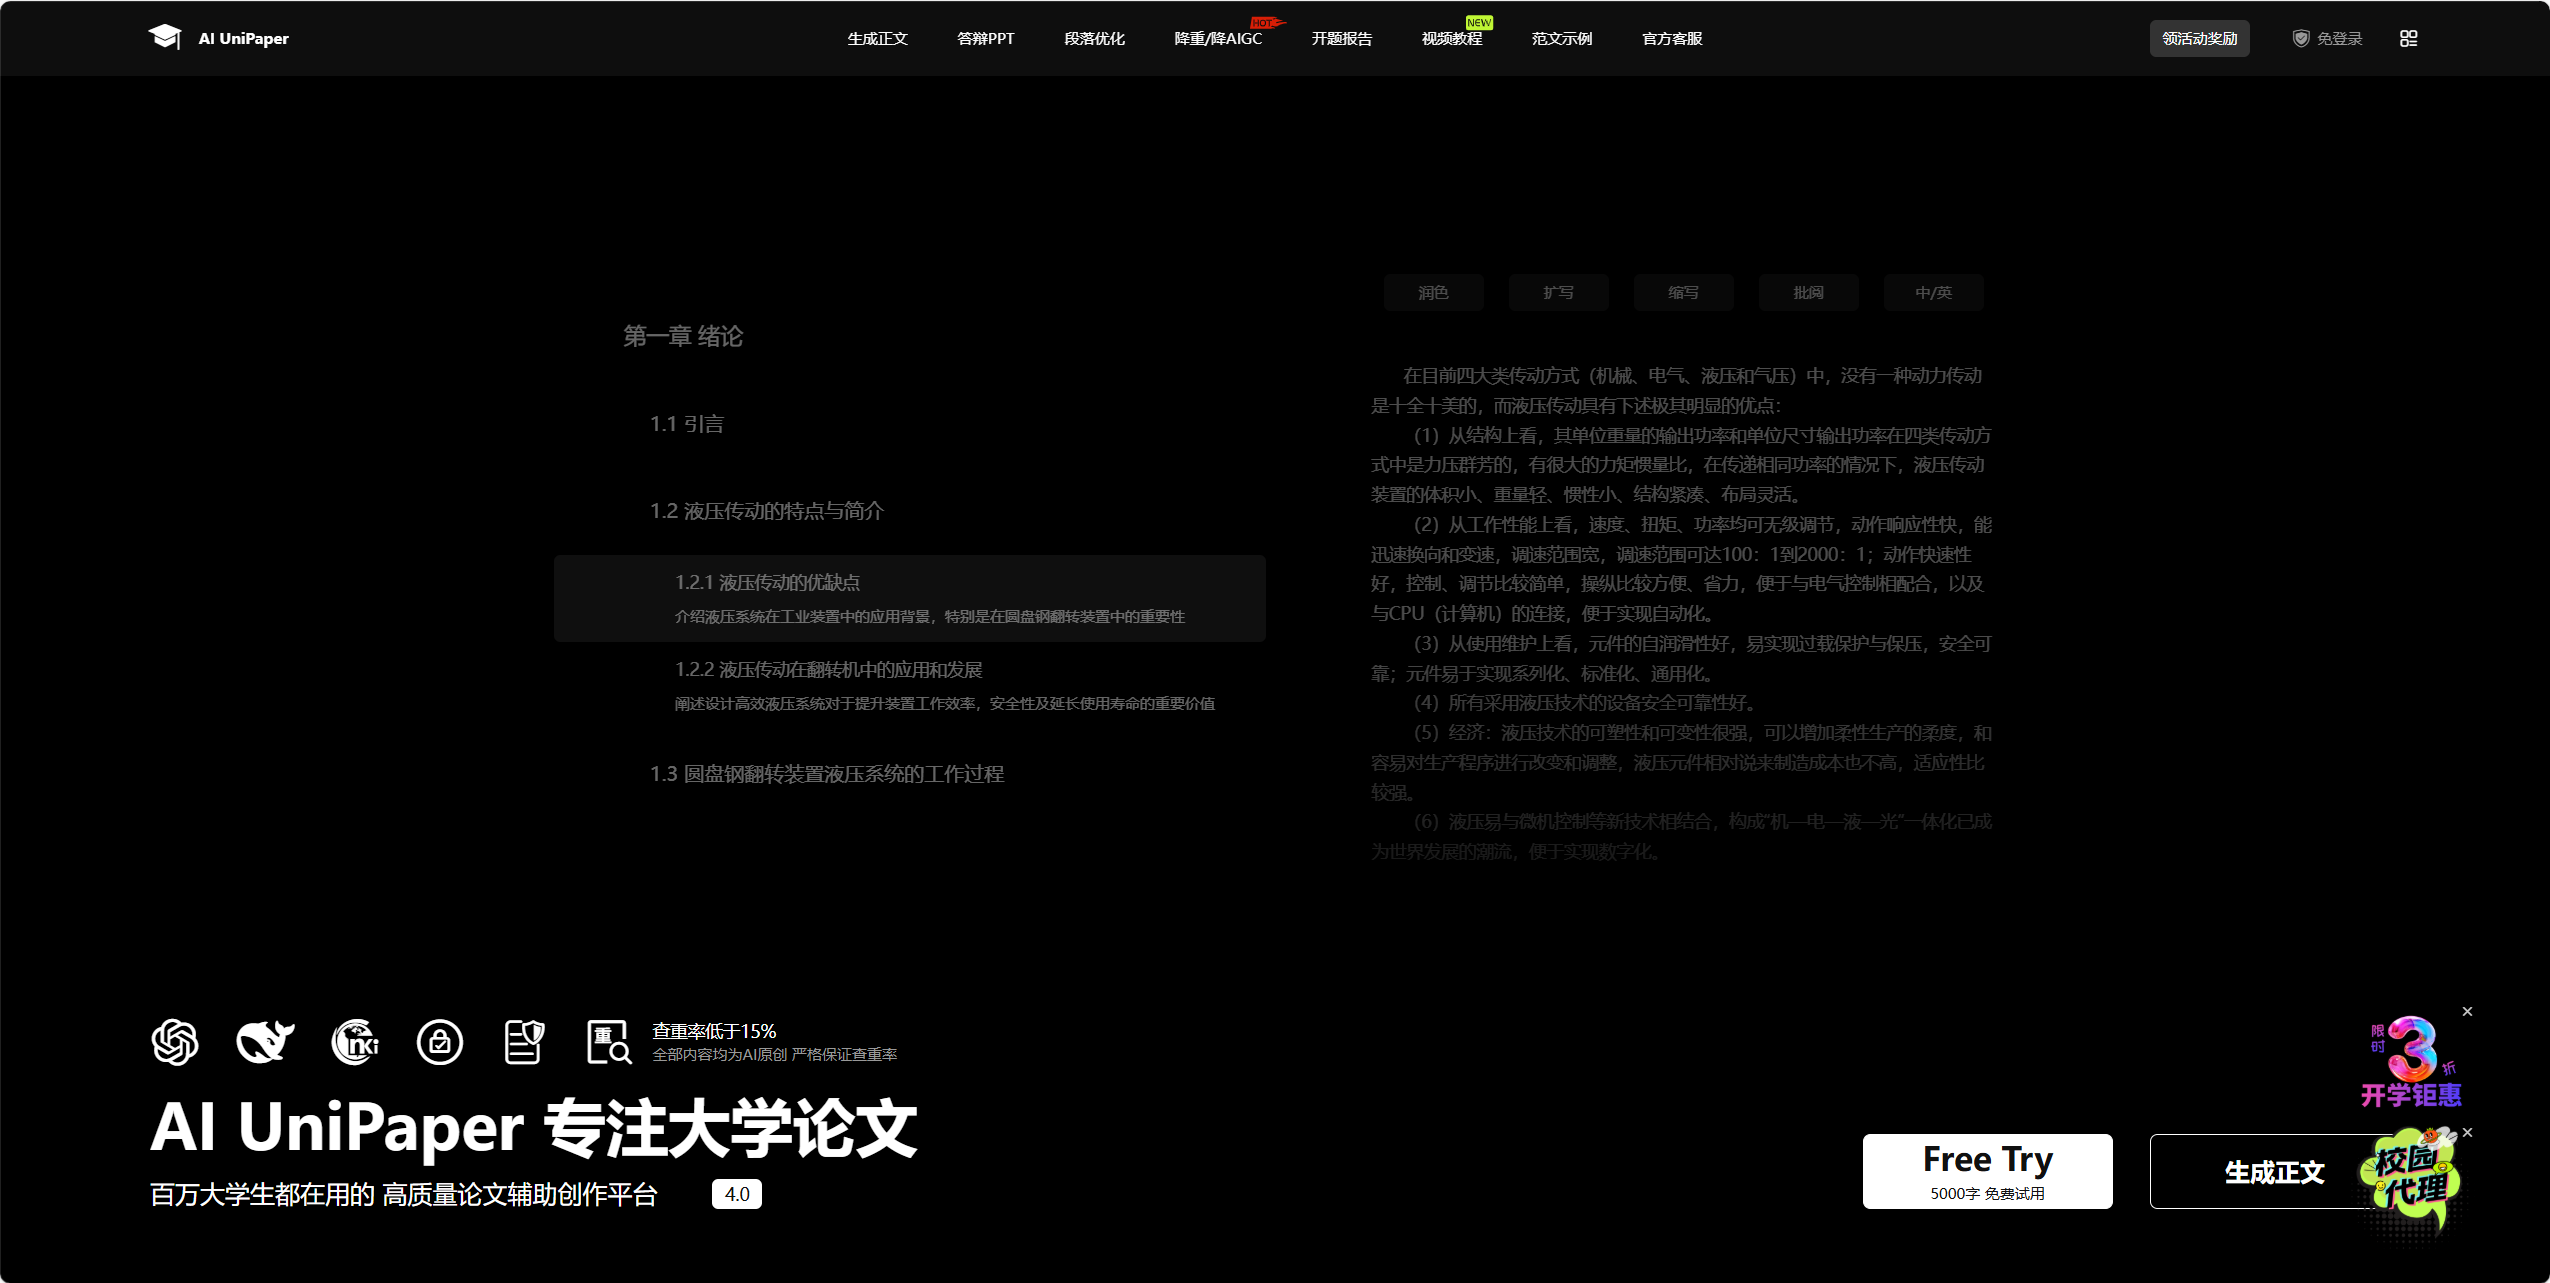 AI UniPaper
生成正文
答辩PPT
段落优化
降重/降AIGC
HOT
开题报告
视频教程
NEW
范文示例
官方客服
领活动奖励
免登录
第一章 绪论
1.1 引言
1.2 液压传动的特点与简介
1.2.1 液压传动的优缺点
介绍液压系统在工业装置中的应用背景，特别是在圆盘钢翻转装置中的重要性
1.2.2 液压传动在翻转机中的应用和发展
阐述设计高效液压系统对于提升装置工作效率，安全性及延长使用寿命的重要价值
1.3 圆盘钢翻转装置液压系统的工作过程
润色
扩写
缩写
批阅
中/英
在目前四大类传动方式（机械、电气、液压和气压）中，没有一种动力传动
是十全十美的，而液压传动具有下述极其明显的优点：
（1）从结构上看，其单位重量的输出功率和单位尺寸输出功率在四类传动方
式中是力压群芳的，有很大的力矩惯量比，在传递相同功率的情况下，液压传动
装置的体积小、重量轻、惯性小、结构紧凑、布局灵活。
（2）从工作性能上看，速度、扭矩、功率均可无级调节，动作响应性快，能
迅速换向和变速，调速范围宽，调速范围可达100：1到2000：1；动作快速性
好，控制、调节比较简单，操纵比较方便、省力，便于与电气控制相配合，以及
与CPU（计算机）的连接，便于实现自动化。
（3）从使用维护上看，元件的自润滑性好，易实现过载保护与保压，安全可
靠；元件易于实现系列化、标准化、通用化。
（4）所有采用液压技术的设备安全可靠性好。
（5）经济：液压技术的可塑性和可变性很强，可以增加柔性生产的柔度，和
容易对生产程序进行改变和调整，液压元件相对说来制造成本也不高，适应性比
较强。
（6）液压易与微机控制等新技术相结合，构成“机—电—液—光”一体化已成
为世界发展的潮流，便于实现数字化。
重
查重率低于15%
全部内容均为AI原创 严格保证查重率
AI UniPaper 专注大学论文
百万大学生都在用的 高质量论文辅助创作平台
4.0
Free Try
5000字 免费试用
生成正文
限时3折
开学钜惠
校园
代理